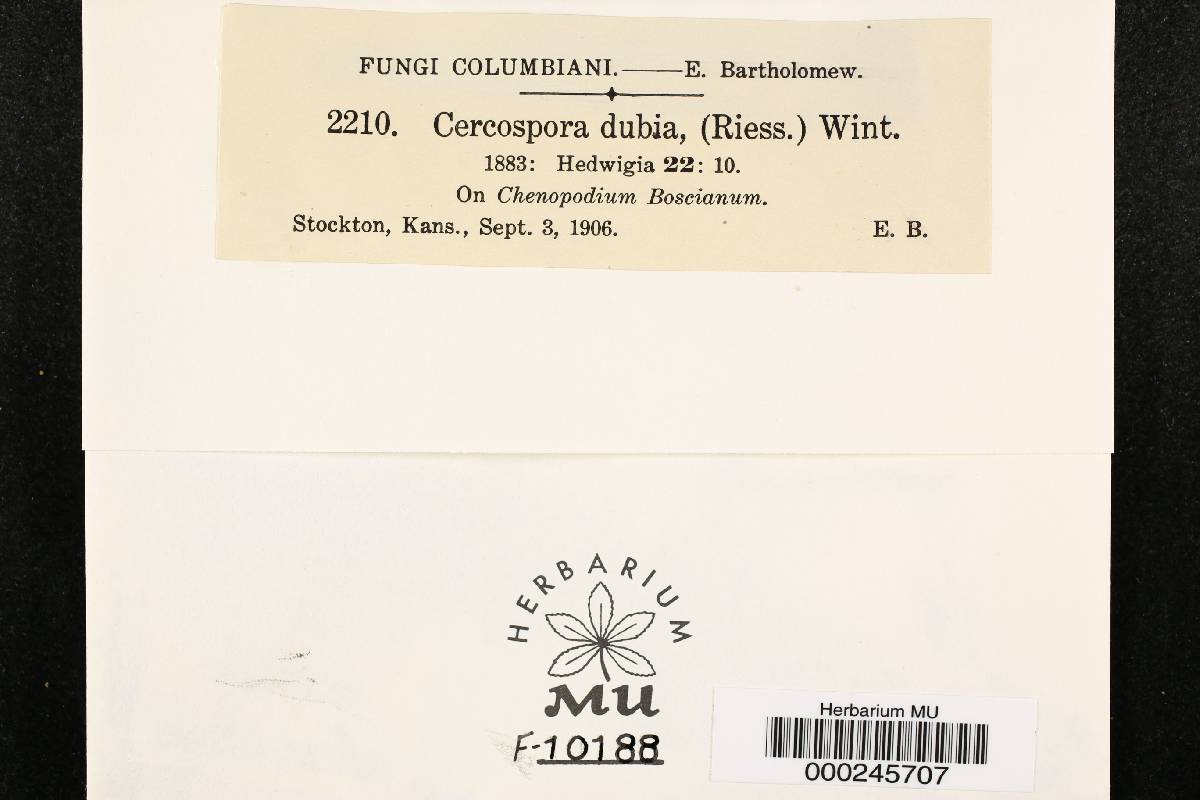 FUNGI COLUMBIANI.——E. Bartholomew.
2210. Cercospora dubia, (Riess.) Wint.
1883: Hedwigia 22: 10.
On Chenopodium Boscianum.
Stockton, Kans., Sept. 3, 1906. E. B.
HERBARIUM
MU
F-10188
Herbarium MU
000245707